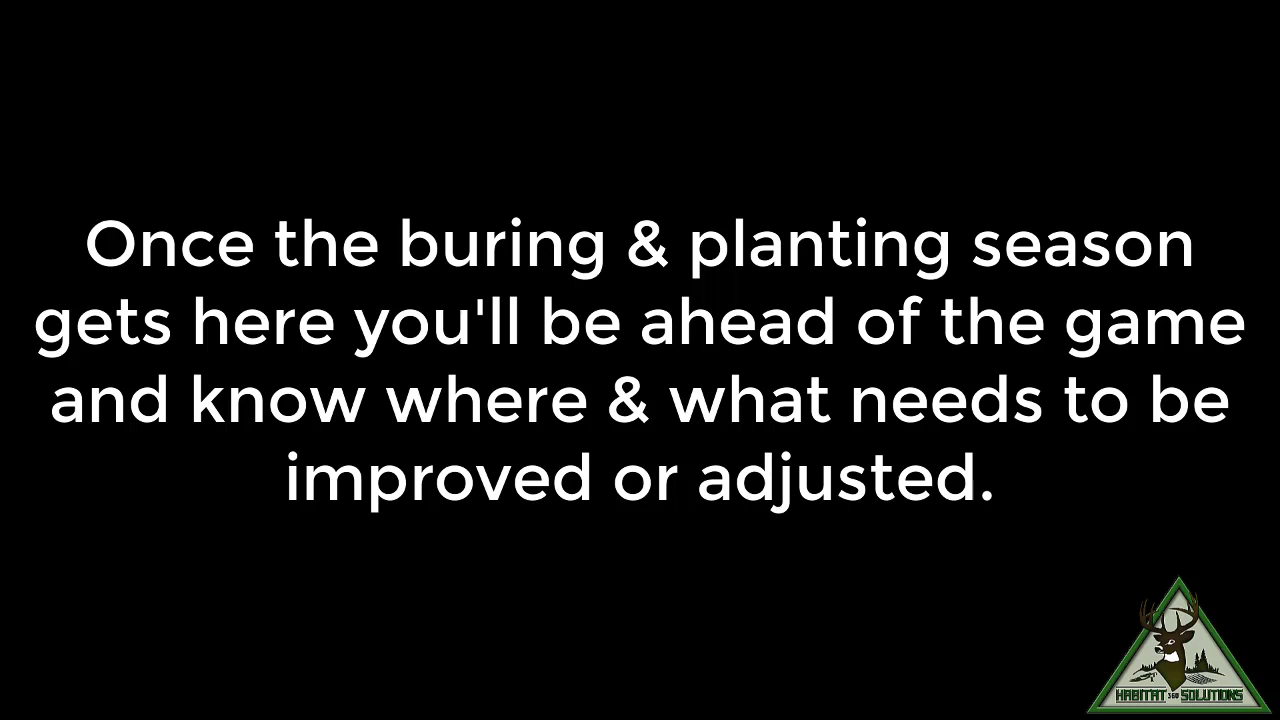 Once the buring & planting season
gets here you'll be ahead of the game
and know where & what needs to be
improved or adjusted.
HABITAT 360 SOLUTIONS